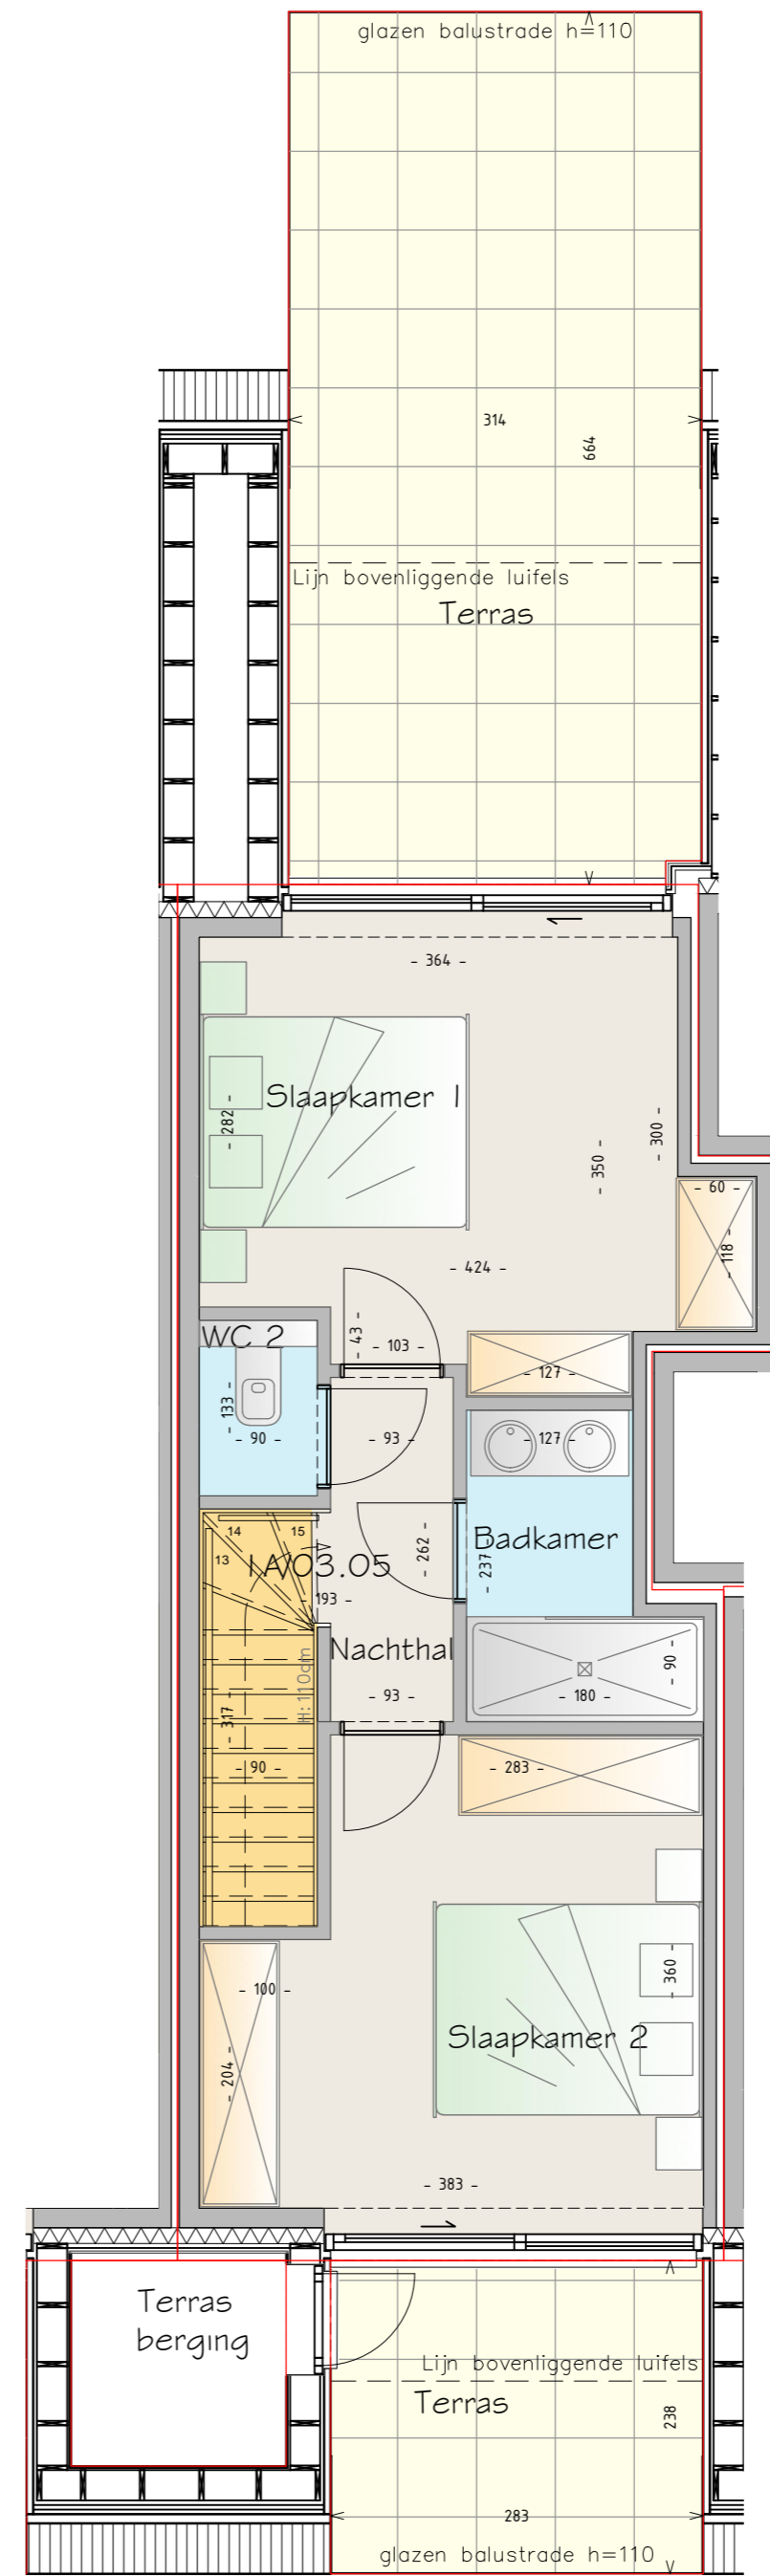 glazen balustrade h=110
314
664
Lijn bovenliggende luifels
Terras
- 364 -
Slaapkamer 1
- 282 -
- 300 -
- 350 -
- 60 -
- 118 -
- 424 -
WC 2
- 43 -
- 103 -
- 127 -
- 133 -
- 90 -
- 93 -
- 127 -
14
15
13
1A/03.05
- 262 -
Badkamer
- 237 -
- 193 -
Nachthal
H: 110cm
- 93 -
- 90 -
- 180 -
- 317 -
- 90 -
- 283 -
- 360 -
- 100 -
Slaapkamer 2
- 204 -
- 383 -
Terras
berging
Lijn bovenliggende luifels
Terras
238
283
glazen balustrade h=110